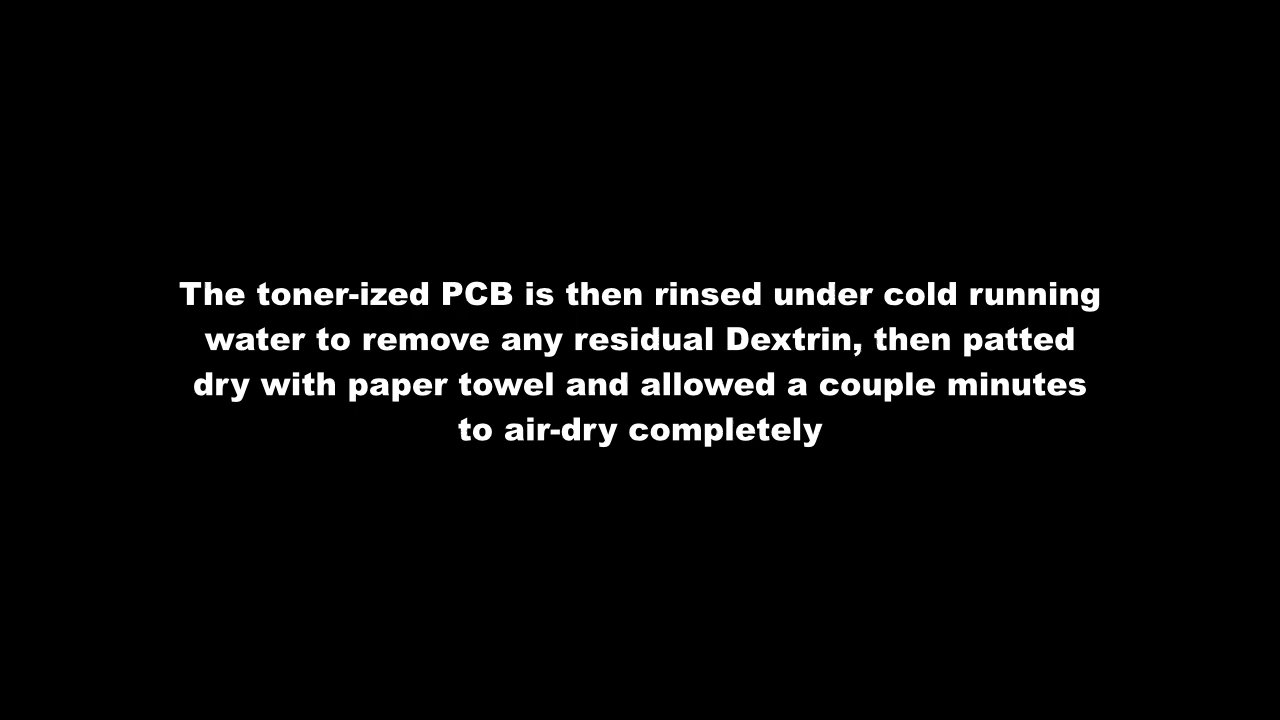 The toner-ized PCB is then rinsed under cold running
water to remove any residual Dextrin, then patted
dry with paper towel and allowed a couple minutes
to air-dry completely